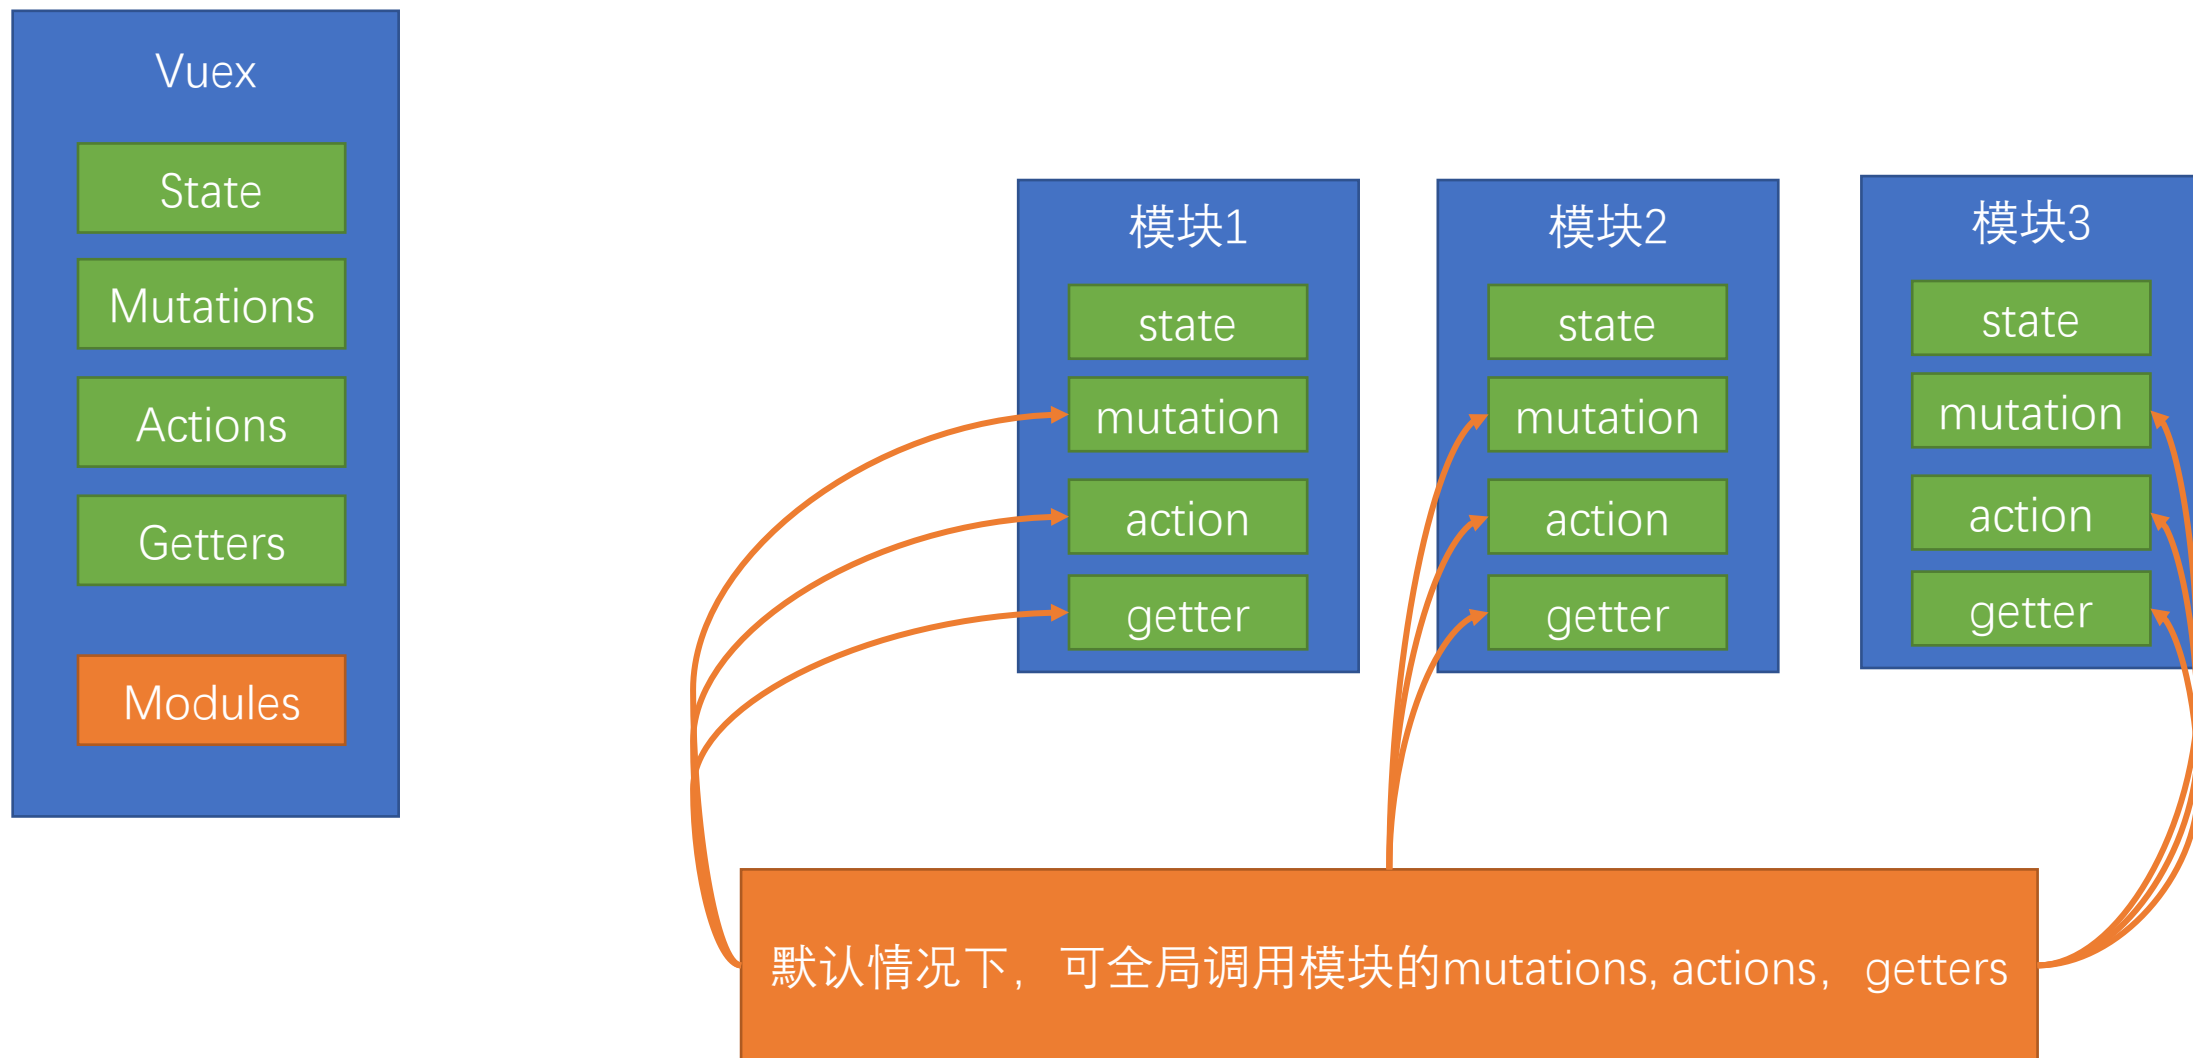 Vuex
State
Mutations
Actions
Getters
Modules
模块1
state
mutation
action
getter
模块2
state
mutation
action
getter
模块3
state
mutation
action
getter
默认情况下，可全局调用模块的mutations, actions，getters